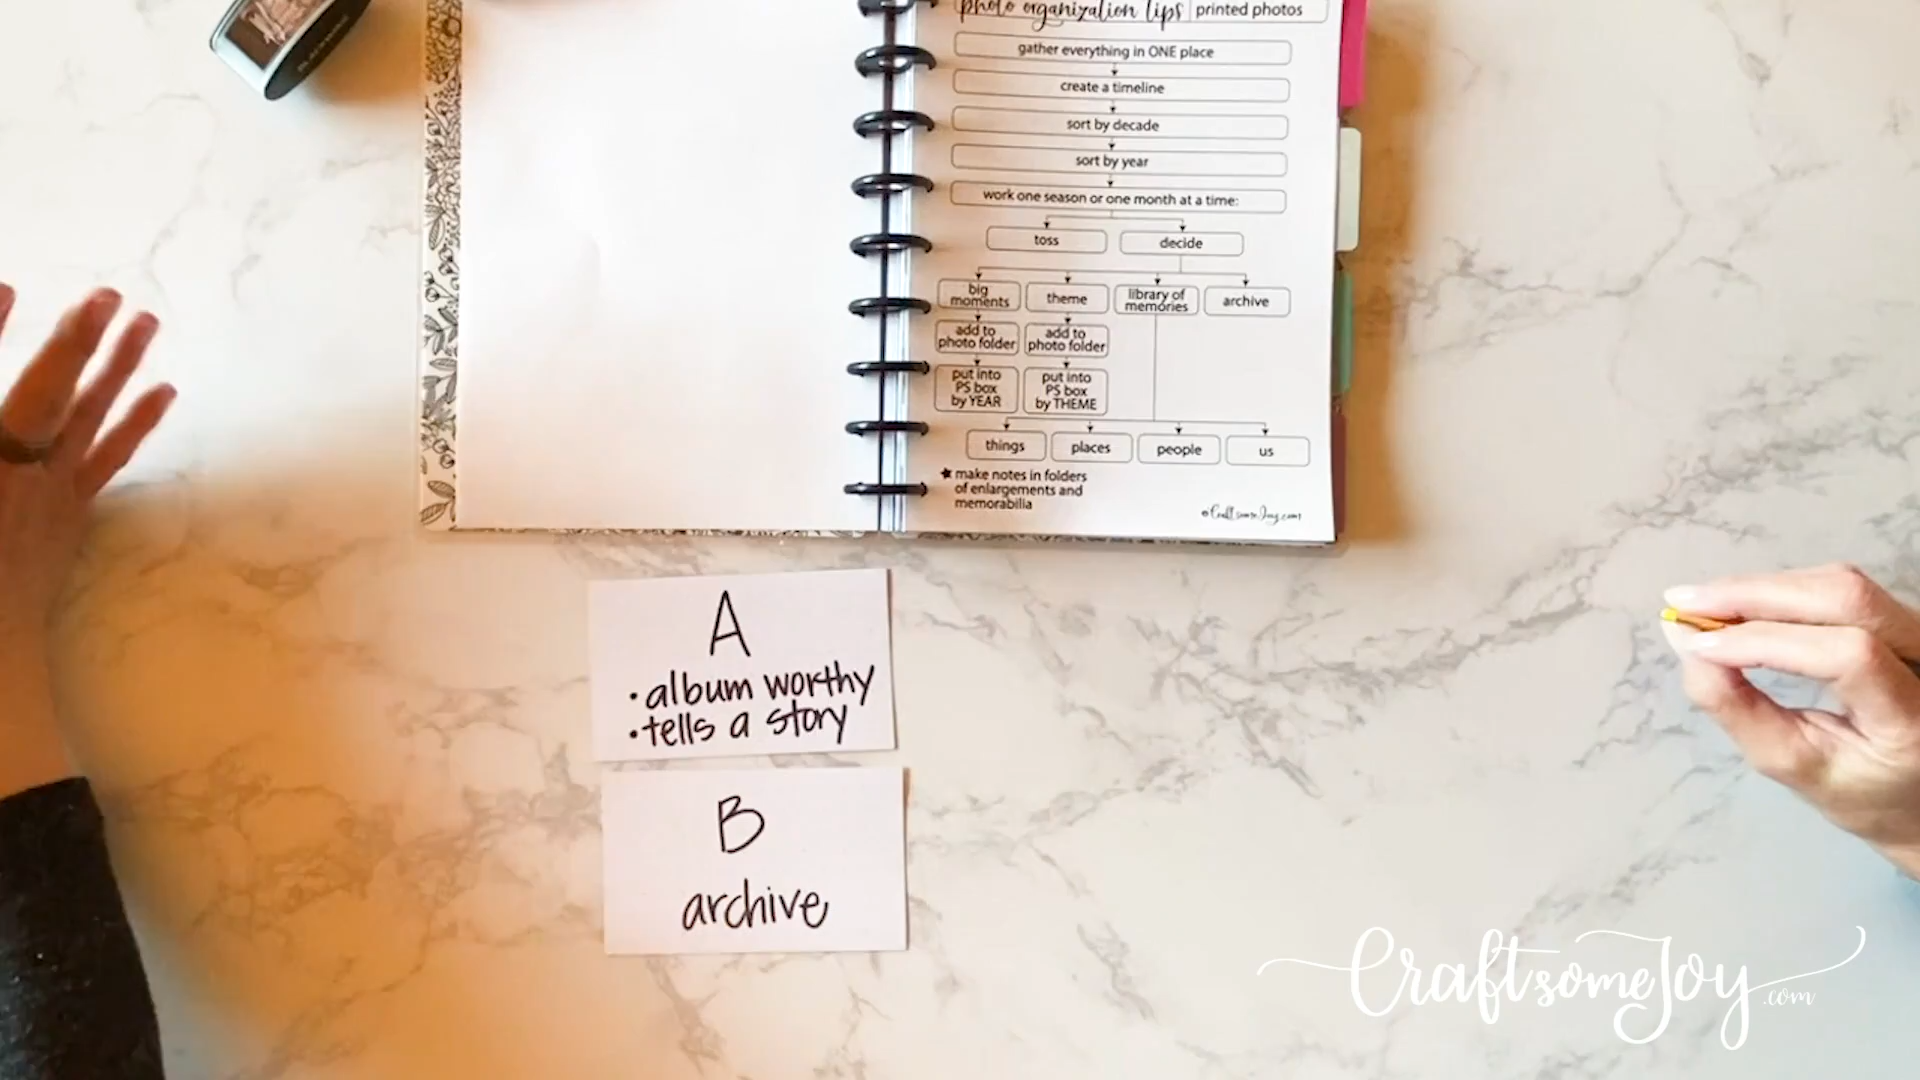 photo organization tips | printed photos
gather everything in ONE place
create a timeline
sort by decade
sort by year
work one season or one month at a time:
toss
decide
big
moments
theme
library of
memories
archive
add to
photo folder
add to
photo folder
put into
PS box
by YEAR
put into
PS box
by THEME
things
places
people
us
★ make notes in folders
of enlargements and
memorabilia
©CraftsomeJoy.com
A
• album worthy
• tells a story
B
archive
CraftsomeJoy.com